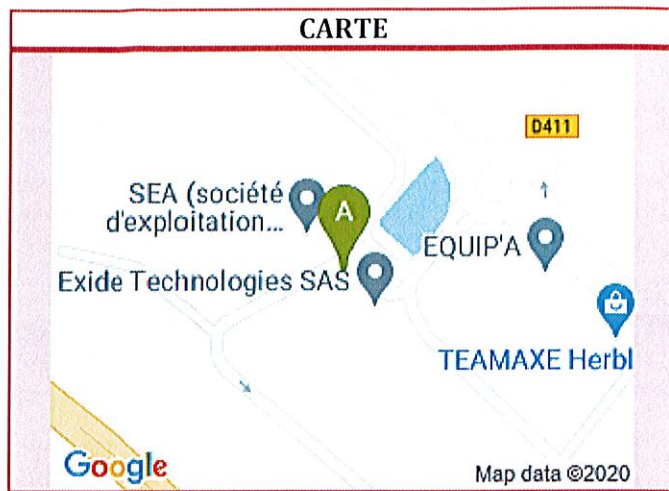 CARTE
D411
SEA (société
d'exploitation...
A
EQUIP'A
Exide Technologies SAS
TEAMAXE Herbl
Google
Map data ©2020